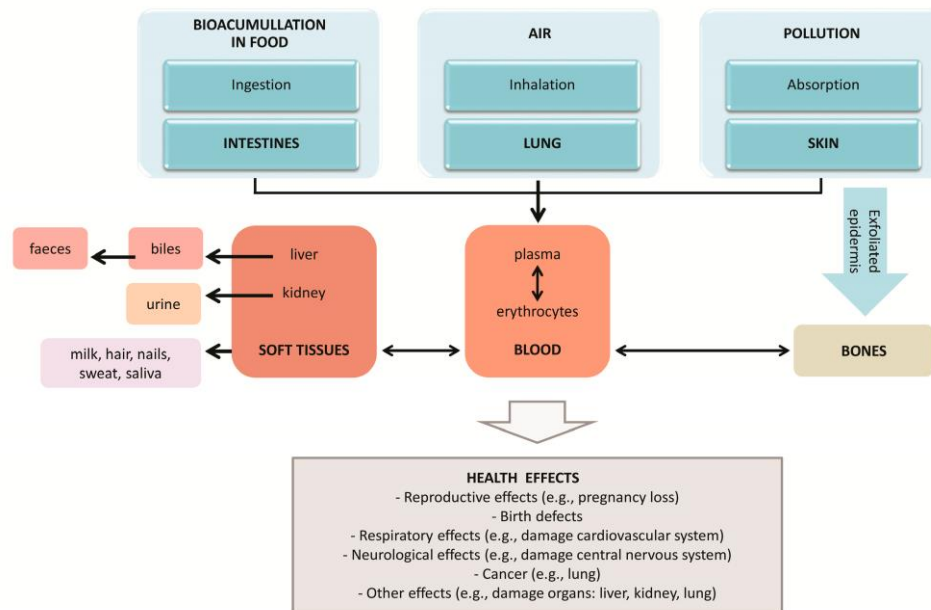 BIOACUMULLATION
IN FOOD
Ingestion
INTESTINES
AIR
Inhalation
LUNG
POLLUTION
Absorption
SKIN
Exfoliated
epidermis
faeces
biles
liver
urine
kidney
milk, hair, nails,
sweat, saliva
SOFT TISSUES
plasma
erythrocytes
BLOOD
BONES
HEALTH EFFECTS
- Reproductive effects (e.g., pregnancy loss)
- Birth defects
- Respiratory effects (e.g., damage cardiovascular system)
- Neurological effects (e.g., damage central nervous system)
- Cancer (e.g., lung)
- Other effects (e.g., damage organs: liver, kidney, lung)